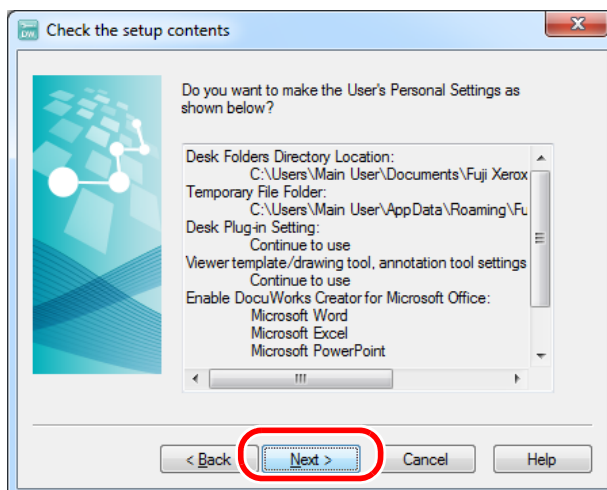 DW
Check the setup contents
Do you want to make the User's Personal Settings as
shown below?
Desk Folders Directory Location:
C:\Users\Main User\Documents\Fuji Xerox
Temporary File Folder:
C:\Users\Main User\AppData\Roaming\Fu
Desk Plug-in Setting:
Continue to use
Viewer template/drawing tool, annotation tool settings
Continue to use
Enable DocuWorks Creator for Microsoft Office:
Microsoft Word
Microsoft Excel
Microsoft PowerPoint
< Back
Next >
Cancel
Help